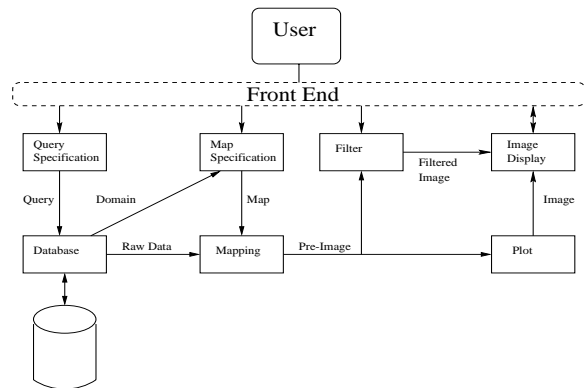 User
Front End
Query
Specification
Map
Specification
Filter
Image
Display
Filtered
Image
Query
Domain
Map
Image
Database
Raw Data
Mapping
Pre-Image
Plot